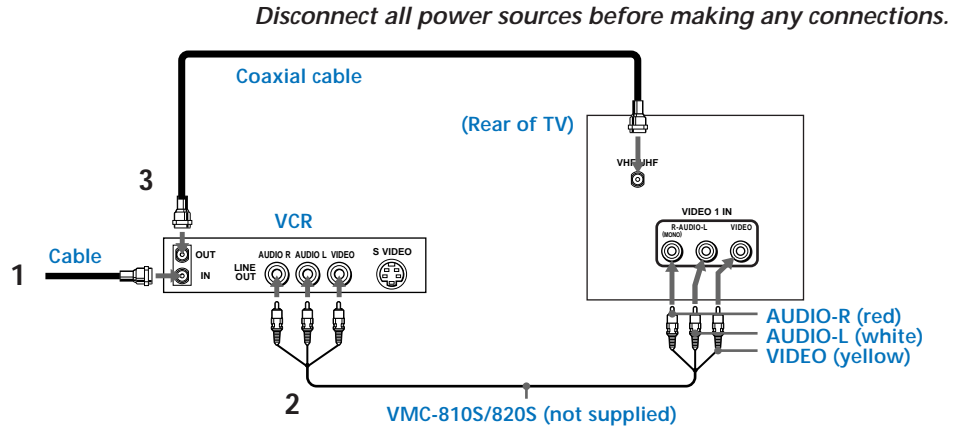 Disconnect all power sources before making any connections.
Coaxial cable
(Rear of TV)
VHF/UHF
3
VCR
VIDEO 1 IN
R-AUDIO-L VIDEO
(MONO)
Cable
1
OUT
IN
LINE
OUT
AUDIO R AUDIO L VIDEO
S VIDEO
AUDIO-R (red)
AUDIO-L (white)
VIDEO (yellow)
2
VMC-810S/820S (not supplied)